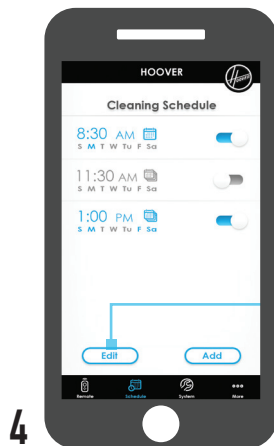 HOOVER
Hoover
Cleaning Schedule
8:30 AM
S M T W Tu F Sa
11:30 AM
S M T W Tu F Sa
1:00 PM
S M T W Tu F Sa
Edit Add
Remote Schedule System More
4